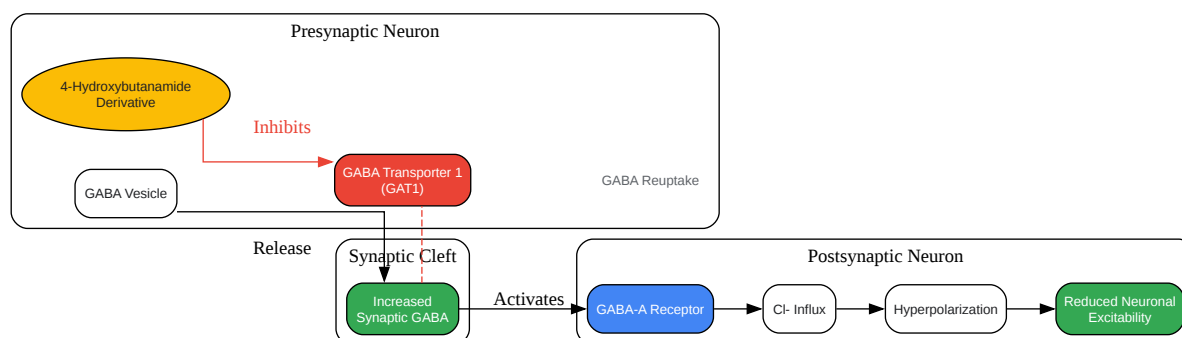 Presynaptic Neuron
4-Hydroxybutanamide
Derivative
Inhibits
GABA Transporter 1
(GAT1)
GABA Reuptake
GABA Vesicle
Release
Synaptic Cleft
Postsynaptic Neuron
Increased
Synaptic GABA
Activates
GABA-A Receptor
Cl- Influx
Hyperpolarization
Reduced Neuronal
Excitability